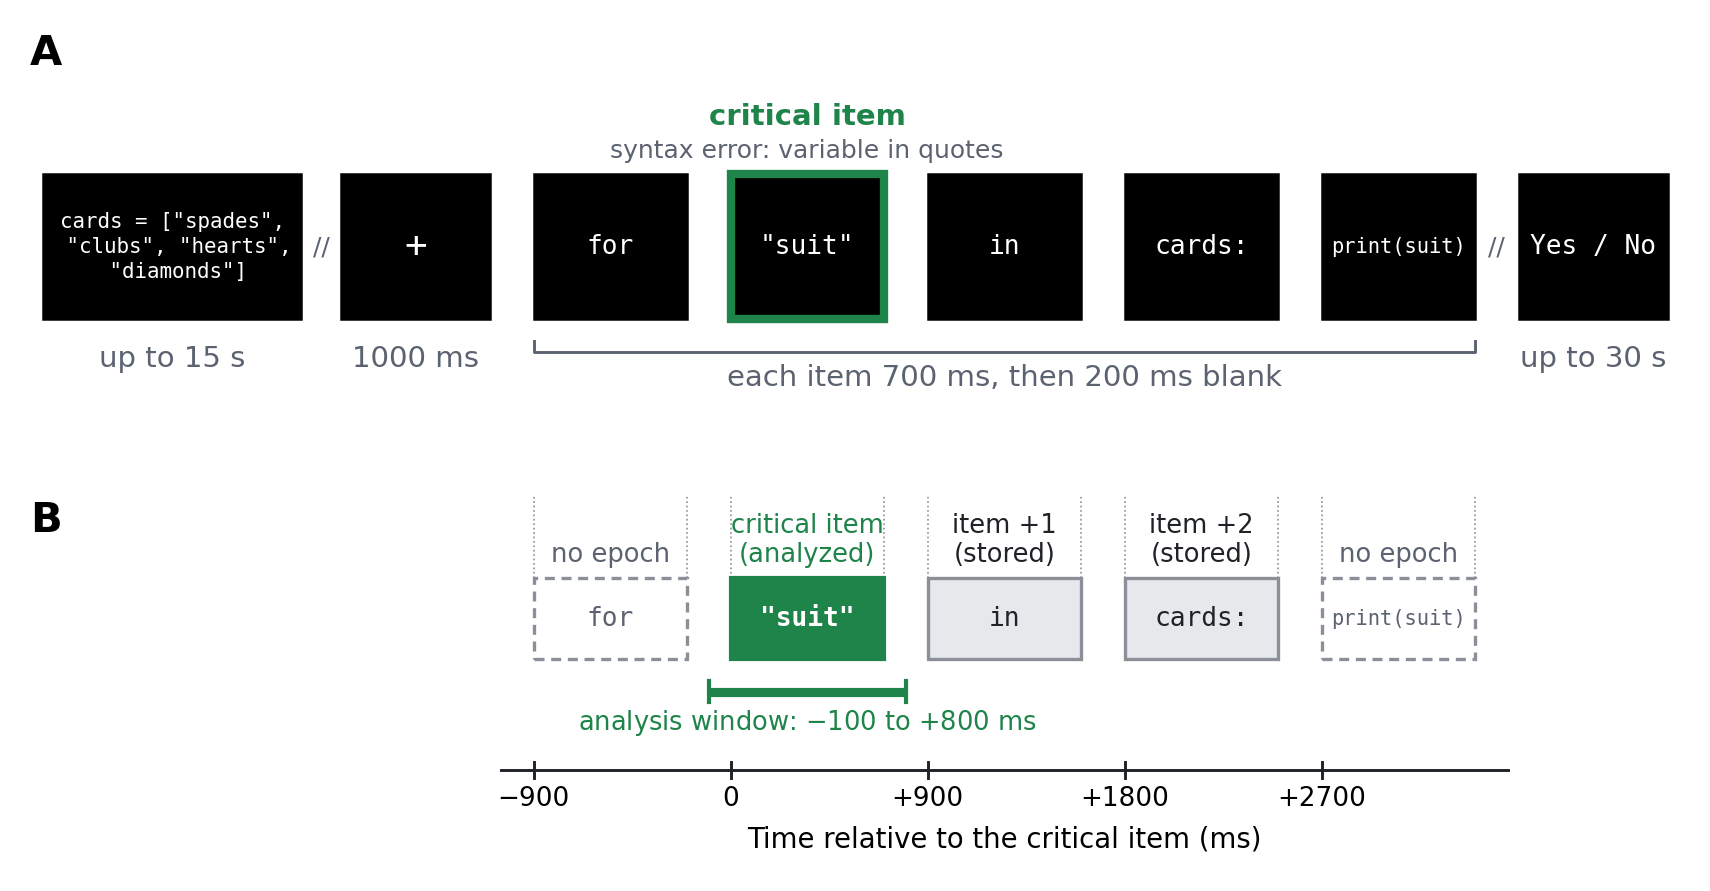 A
critical item
syntax error: variable in quotes
cards = ["spades",
"clubs", "hearts",
"diamonds"]
//
+
for
"suit"
in
cards:
print(suit)
//
Yes / No
up to 15 s
1000 ms
each item 700 ms, then 200 ms blank
up to 30 s
B
no epoch
critical item
(analyzed)
item +1
(stored)
item +2
(stored)
no epoch
for
"suit"
in
cards:
print(suit)
analysis window: −100 to +800 ms
−900
0
+900
+1800
+2700
Time relative to the critical item (ms)